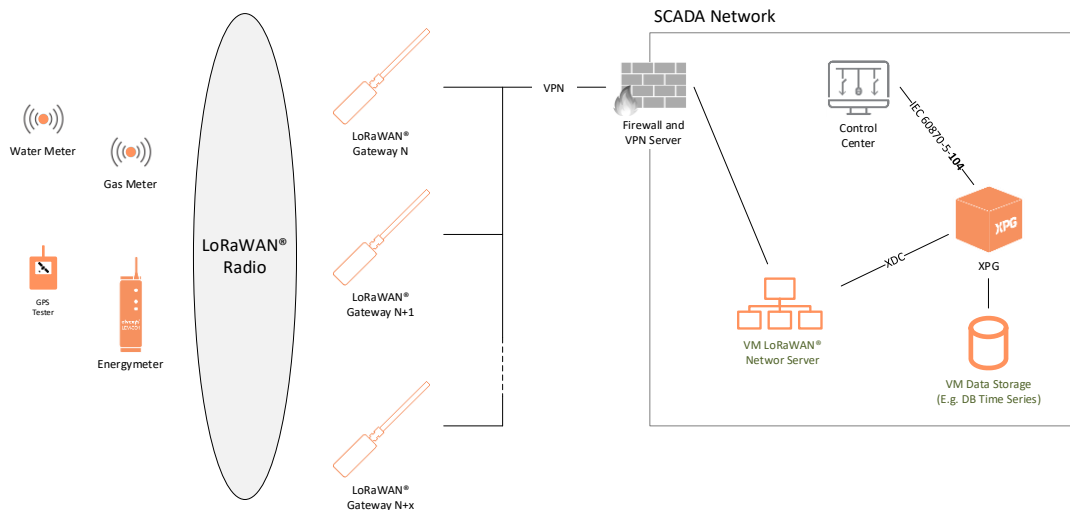 SCADA Network
VPN
Firewall and
VPN Server
Control
Center
IEC 60870-5-104
XPG
XPG
XDC
VM LoRaWAN®
Networ Server
VM Data Storage
(E.g. DB Time Series)
LoRaWAN®
Gateway N
LoRaWAN®
Gateway N+1
LoRaWAN®
Gateway N+x
LoRaWAN®
Radio
Water Meter
Gas Meter
GPS
Tester
Energymeter